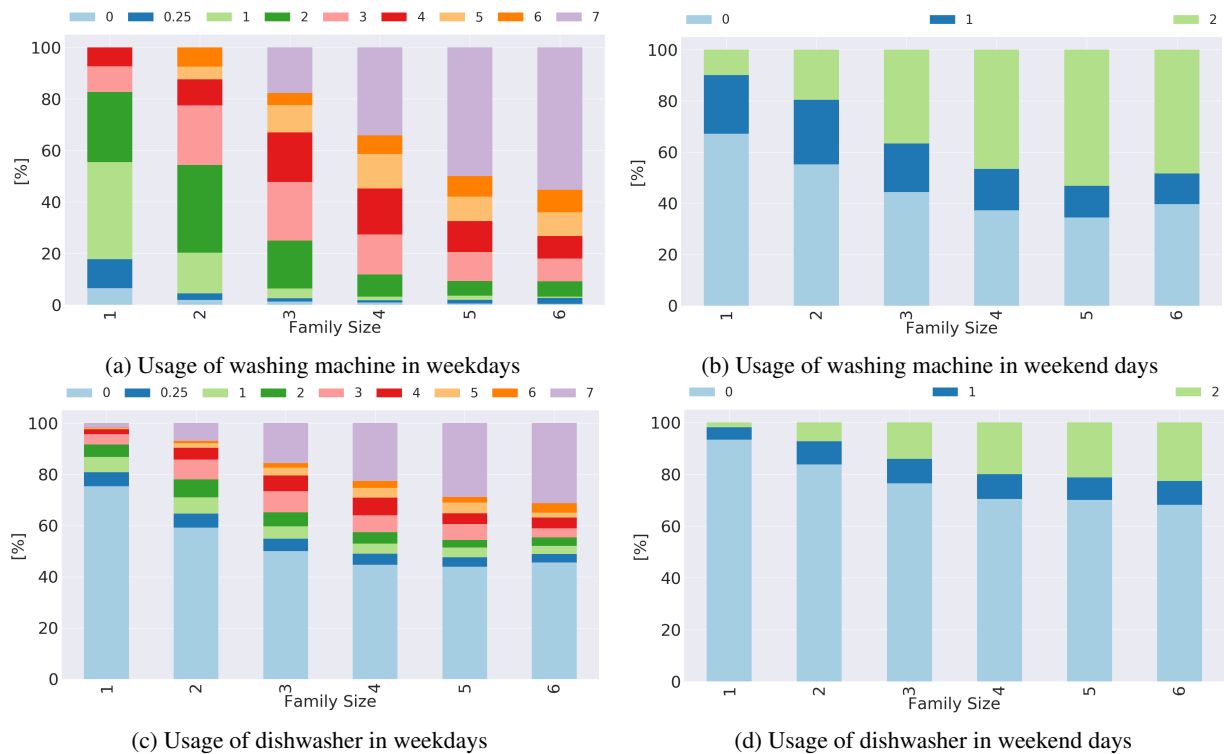 0 0.25 1 2 3 4 5 6 7
100
80
60
40
20
0
[%]
1 2 3 4 5 6
Family Size
(a) Usage of washing machine in weekdays
0 1 2
100
80
60
40
20
0
[%]
1 2 3 4 5 6
Family Size
(b) Usage of washing machine in weekend days
0 0.25 1 2 3 4 5 6 7
100
80
60
40
20
0
[%]
1 2 3 4 5 6
Family Size
(c) Usage of dishwasher in weekdays
0 1 2
100
80
60
40
20
0
[%]
1 2 3 4 5 6
Family Size
(d) Usage of dishwasher in weekend days